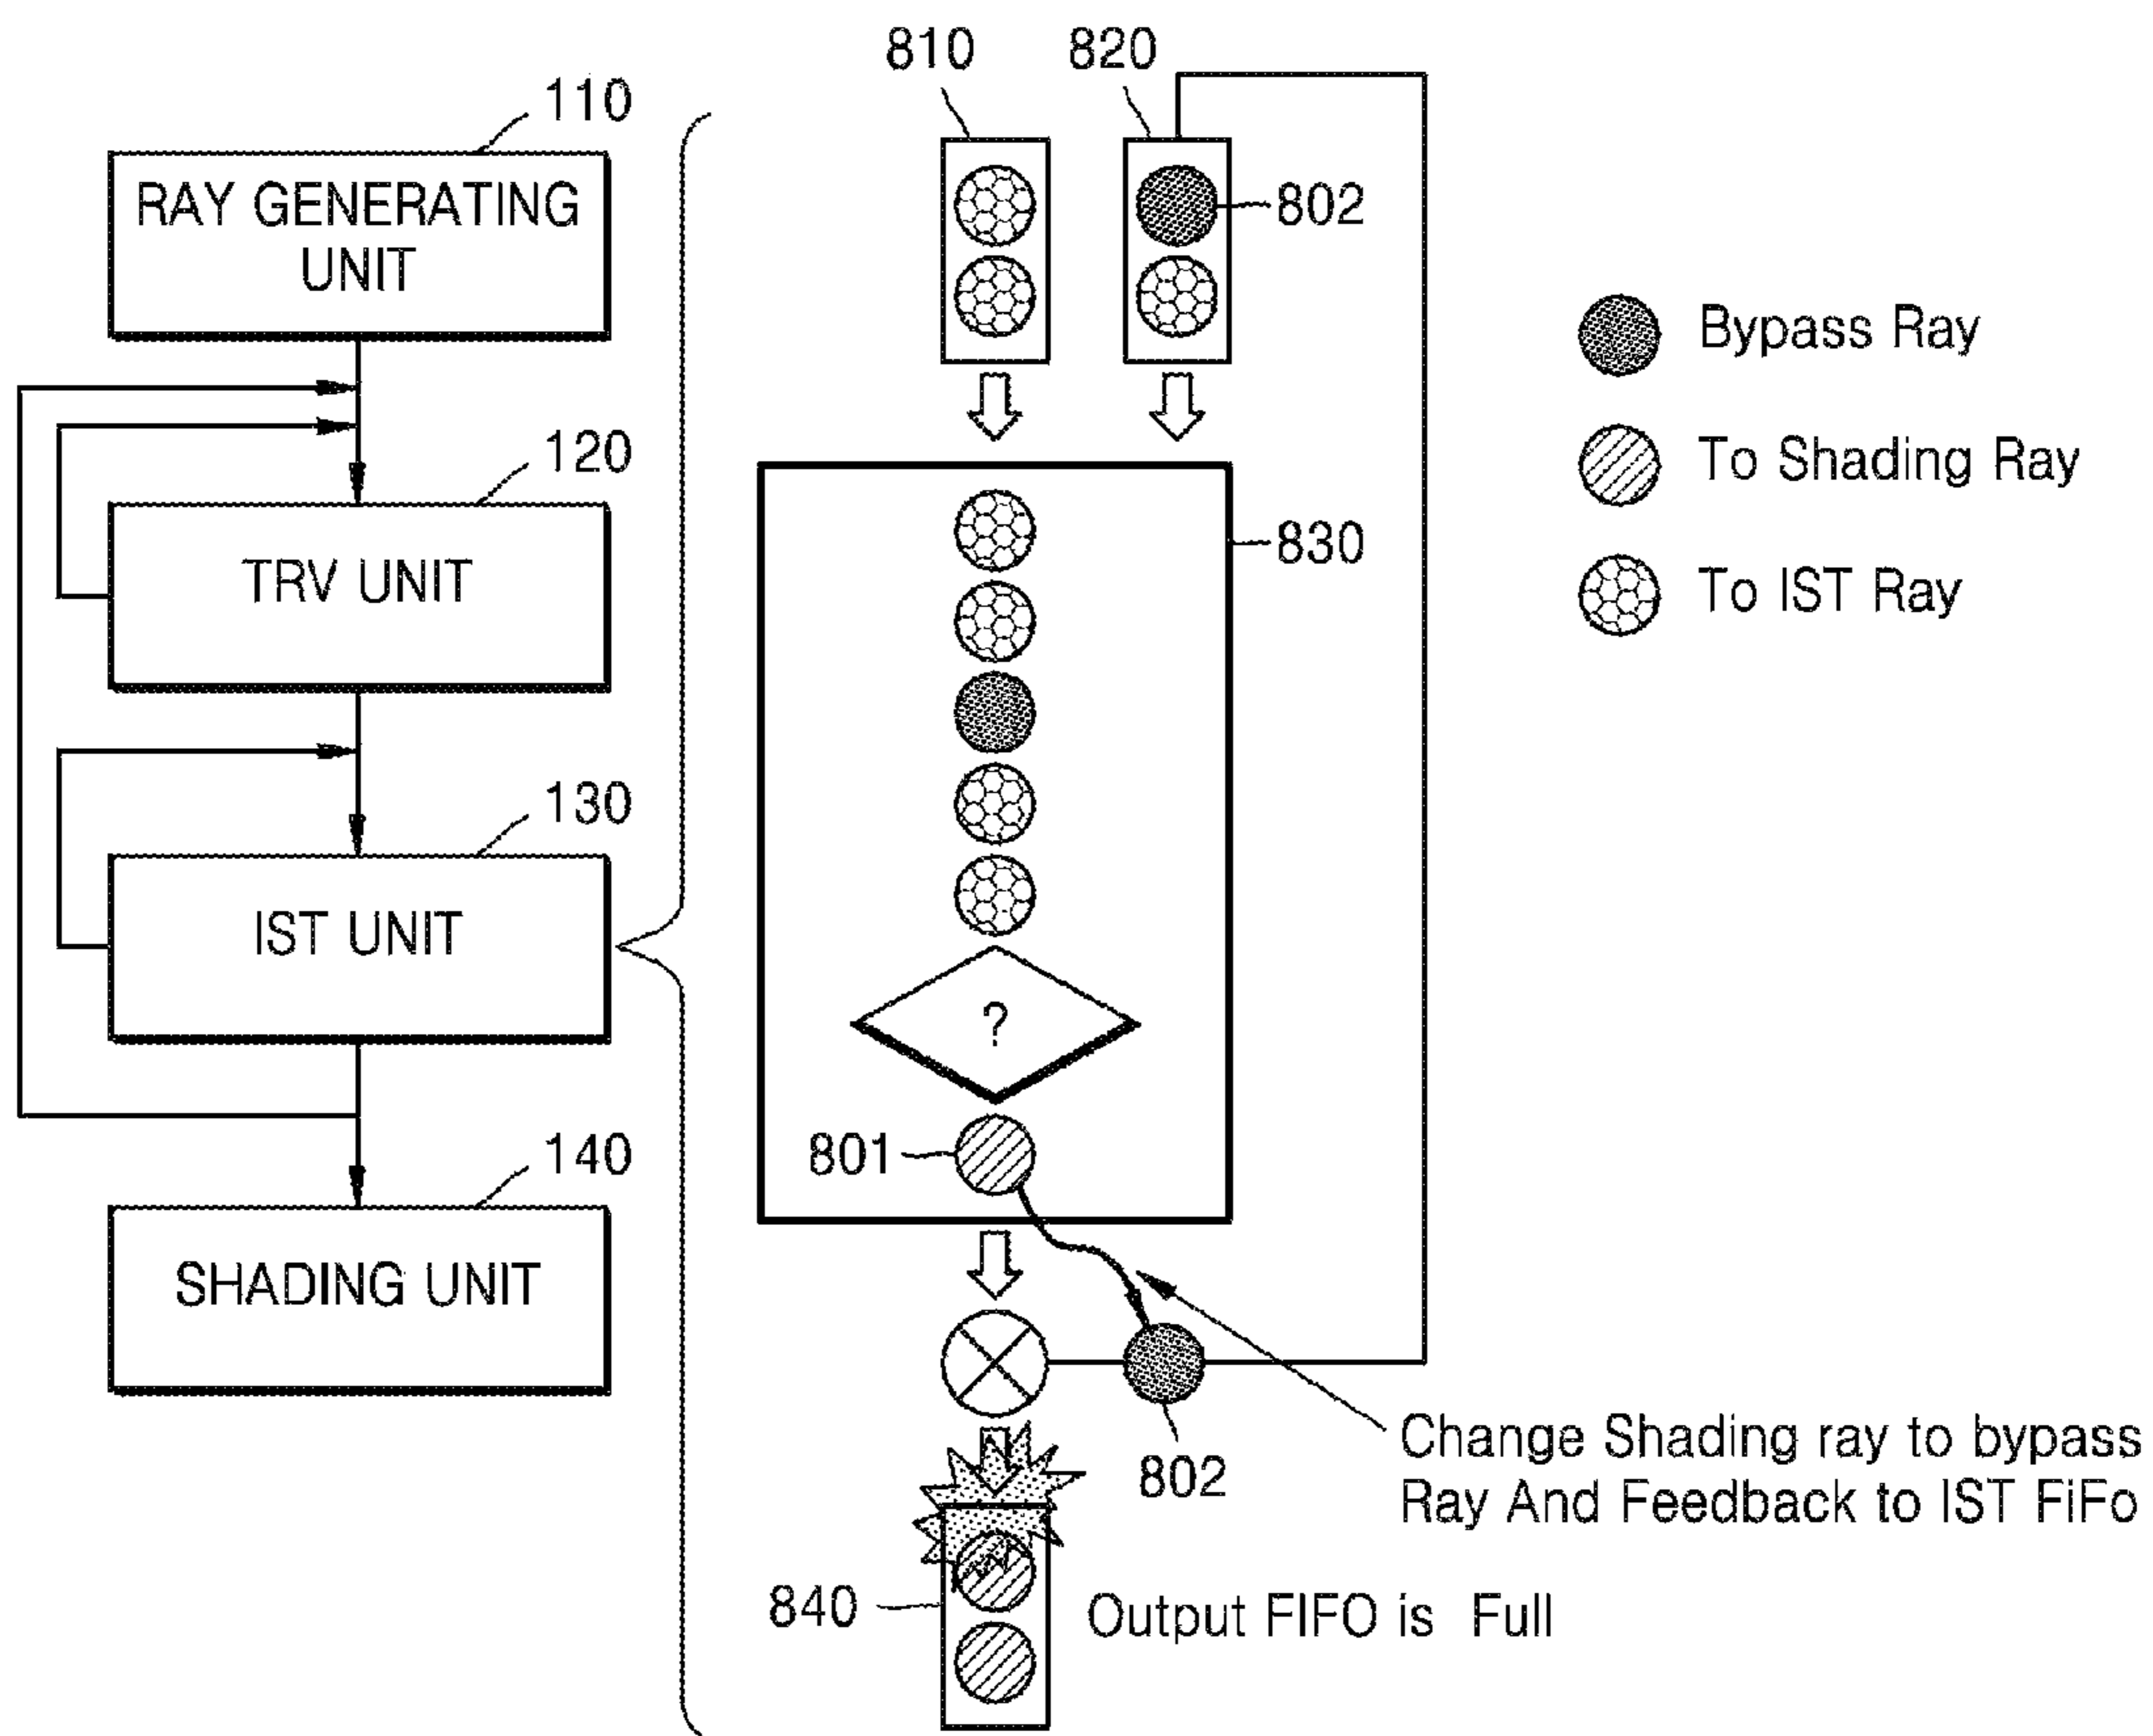 110
RAY GENERATING
UNIT
120
TRV UNIT
130
IST UNIT
140
SHADING UNIT
810
820
802
830
?
801
802
840
Bypass Ray
To Shading Ray
To IST Ray
Change Shading ray to bypass
Ray And Feedback to IST FiFo
Output FIFO is Full